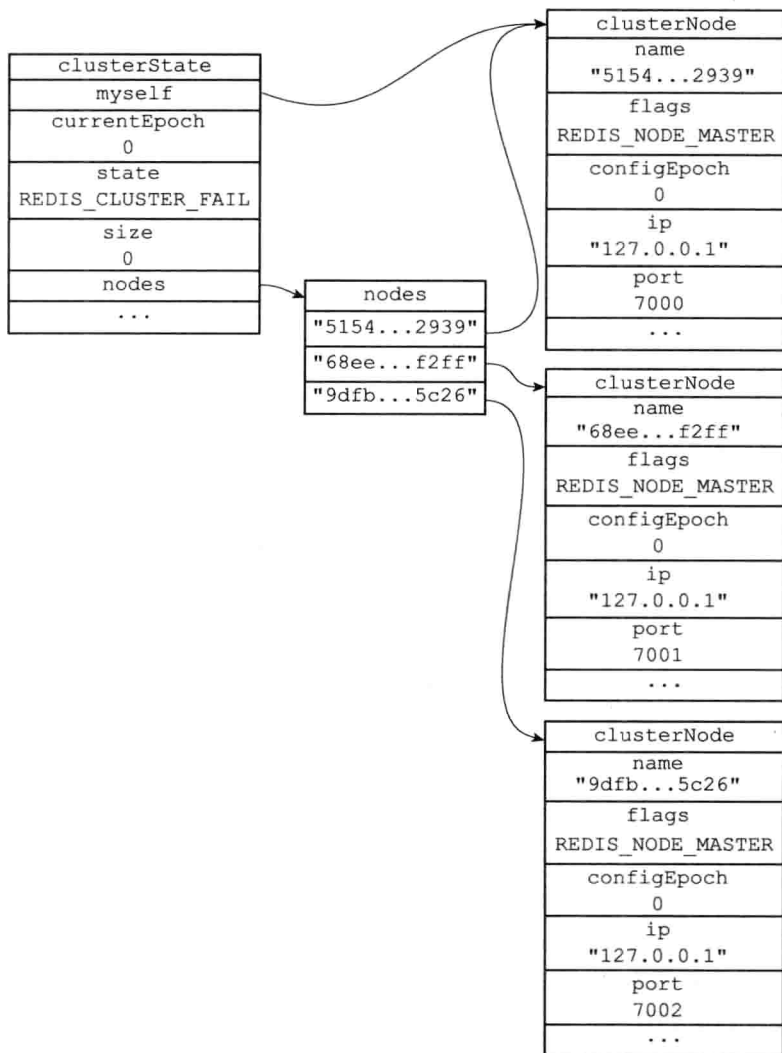 clusterState
myself
currentEpoch
0
state
REDIS_CLUSTER_FAIL
size
0
nodes
...
nodes
"5154...2939"
"68ee...f2ff"
"9dfb...5c26"
clusterNode
name
"5154...2939"
flags
REDIS_NODE_MASTER
configEpoch
0
ip
"127.0.0.1"
port
7000
...
clusterNode
name
"68ee...f2ff"
flags
REDIS_NODE_MASTER
configEpoch
0
ip
"127.0.0.1"
port
7001
...
clusterNode
name
"9dfb...5c26"
flags
REDIS_NODE_MASTER
configEpoch
0
ip
"127.0.0.1"
port
7002
...